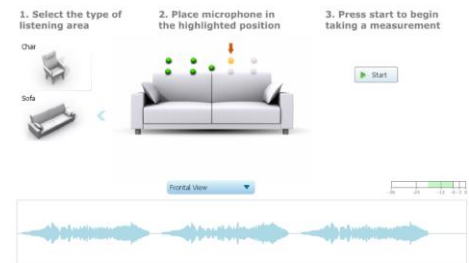 1. Select the type of
listening area
2. Place microphone in
the highlighted position
3. Press start to begin
taking a measurement
Char
Sofa
Start
Frontal View